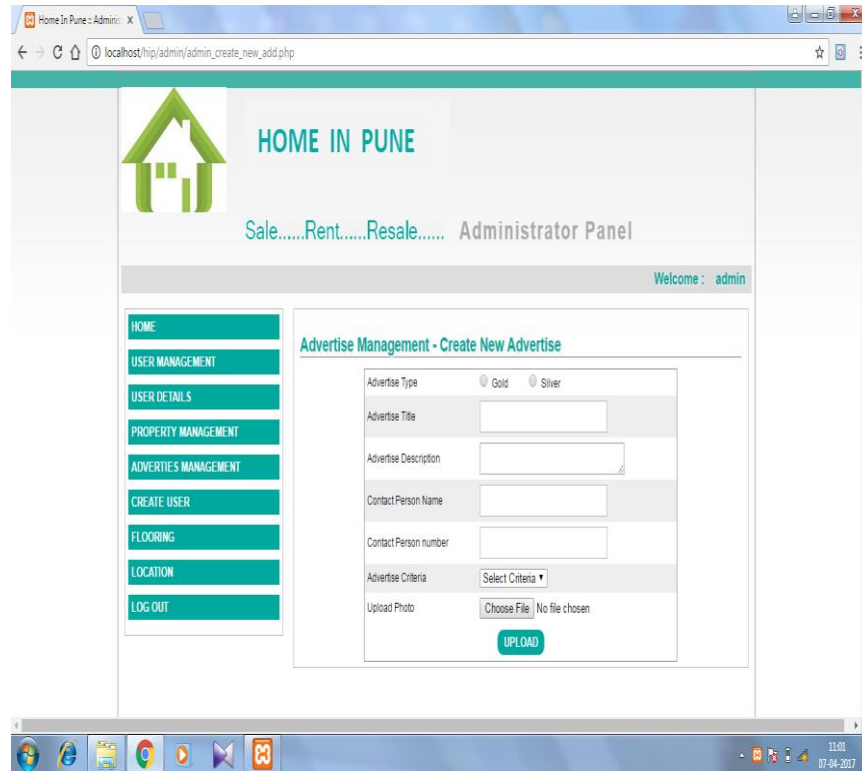 Home In Pune :: Adminis
localhost/hip/admin/admin_create_new_add.php
HOME IN PUNE
Sale......Rent......Resale...... Administrator Panel
Welcome : admin
HOME
USER MANAGEMENT
USER DETAILS
PROPERTY MANAGEMENT
ADVERTIES MANAGEMENT
CREATE USER
FLOORING
LOCATION
LOG OUT
Advertise Management - Create New Advertise
Advertise Type Gold Silver
Advertise Title
Advertise Description
Contact Person Name
Contact Person number
Advertise Criteria Select Criteria
Upload Photo Choose File No file chosen
UPLOAD
11:01
07-04-2017